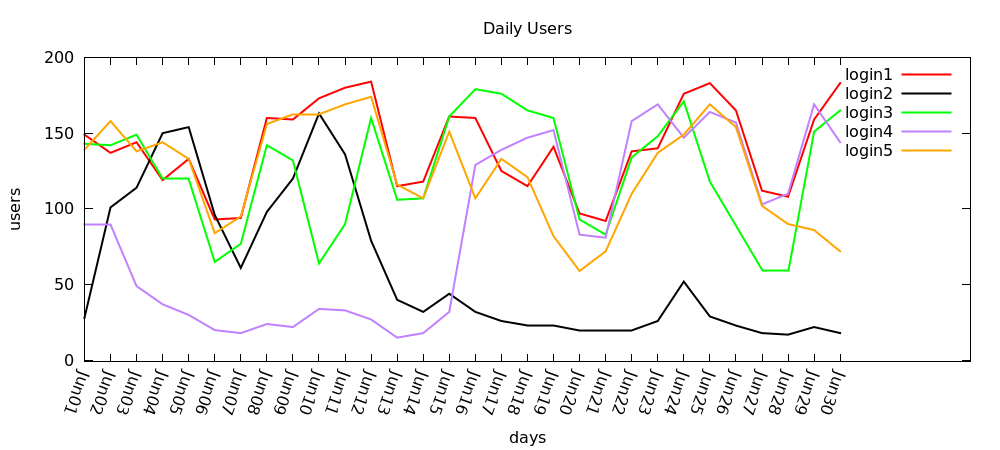 Daily Users
200
150
100
50
0
users
login1
login2
login3
login4
login5
Jun01
Jun02
Jun03
Jun04
Jun05
Jun06
Jun07
Jun08
Jun09
Jun10
Jun11
Jun12
Jun13
Jun14
Jun15
Jun16
Jun17
Jun18
Jun19
Jun20
Jun21
Jun22
Jun23
Jun24
Jun25
Jun26
Jun27
Jun28
Jun29
Jun30
days